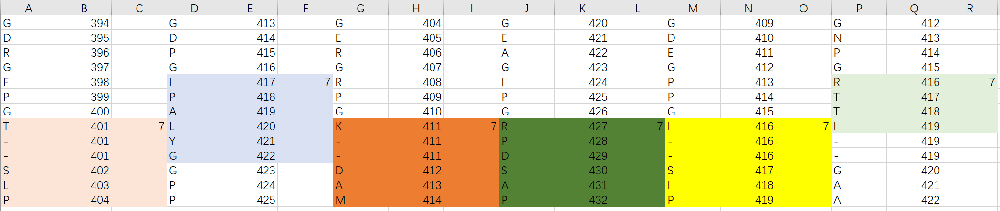 A B C D E F G H I J K L M N O P Q R
G 394 G 413 G 404 G 420 G 409 G 412
D 395 D 414 E 405 E 421 D 410 N 413
R 396 P 415 R 406 A 422 E 411 P 414
G 397 G 416 G 407 G 423 G 412 G 415
F 398 I 417 7 R 408 I 424 P 413 R 416 7
P 399 P 418 P 409 P 425 P 414 T 417
G 400 A 419 G 410 G 426 G 415 T 418
T 401 7 L 420 K 411 7 R 427 7 I 416 7 I 419
- 401 Y 421 - 411 P 428 - 416 - 419
- 401 G 422 - 411 D 429 - 416 - 419
S 402 G 423 D 412 S 430 S 417 G 420
L 403 P 424 A 413 A 431 I 418 A 421
P 404 P 425 M 414 P 432 P 419 A 422